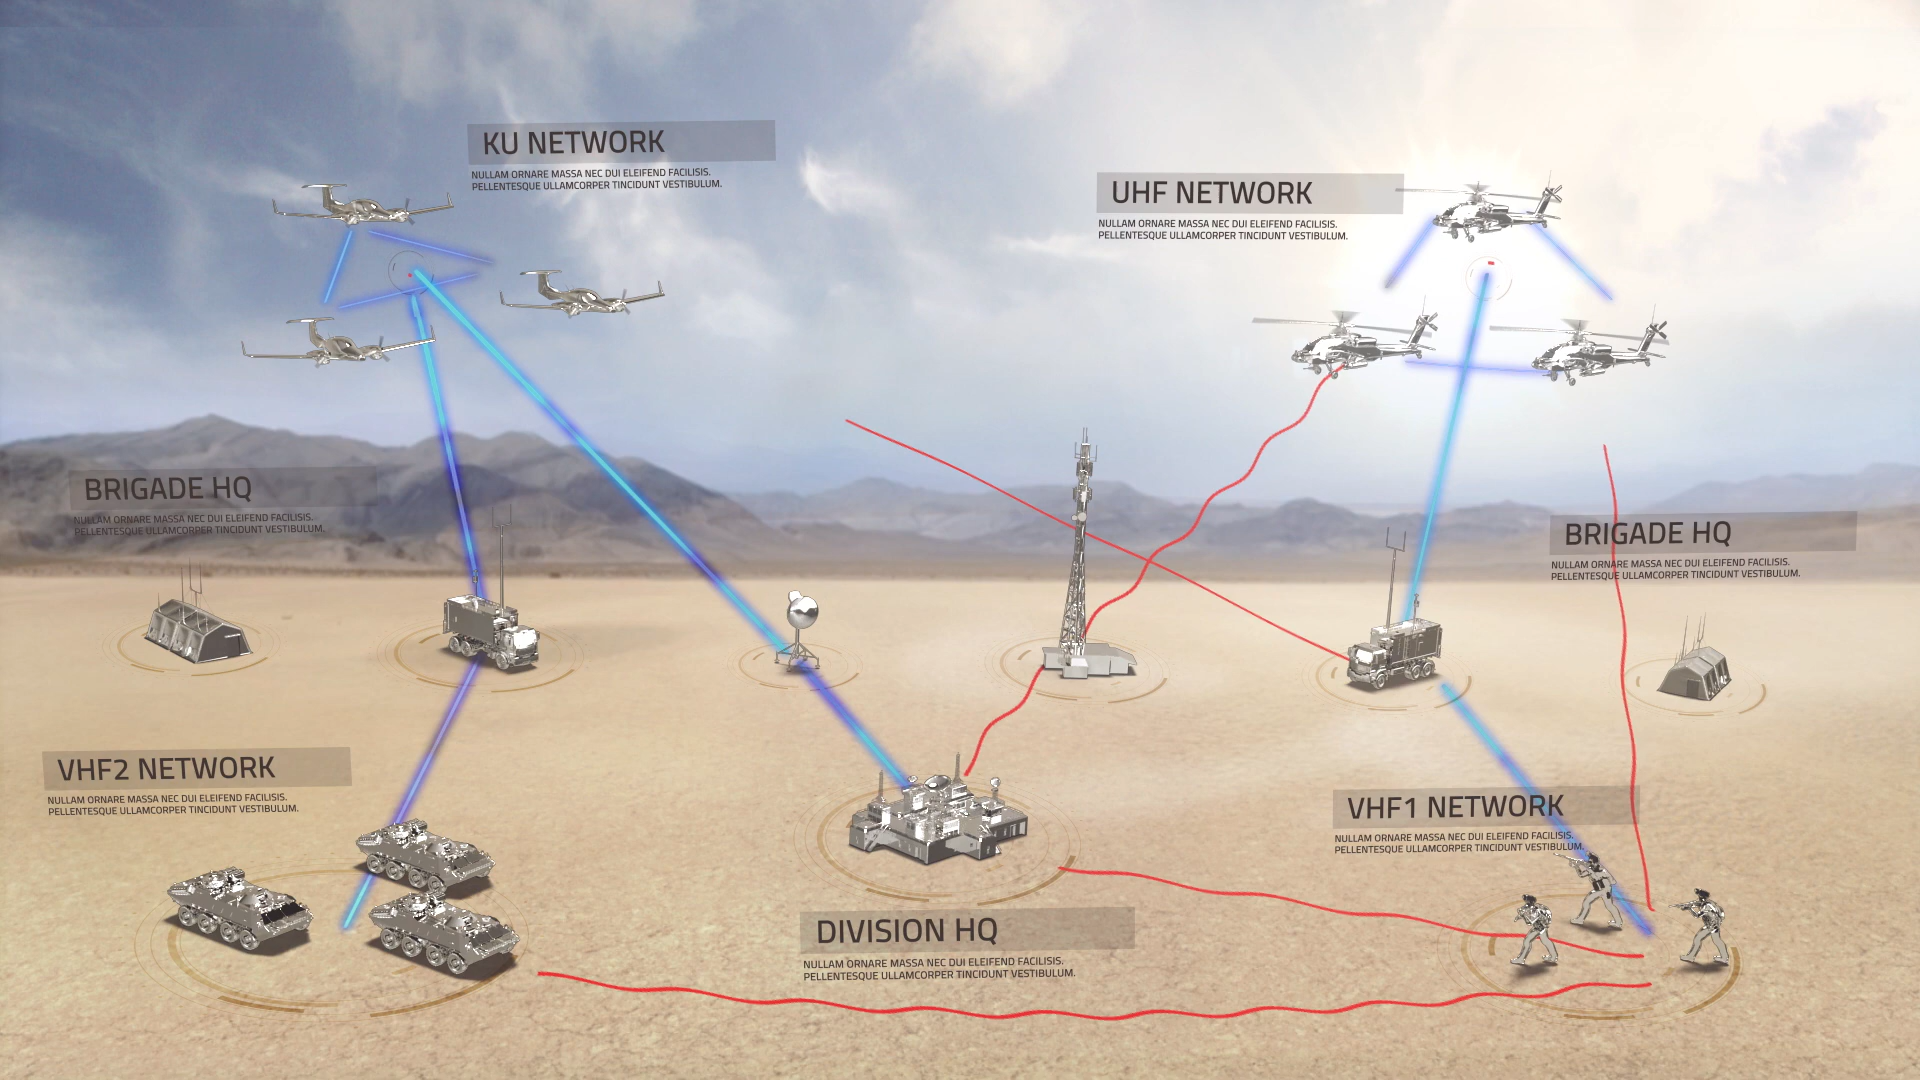 KU NETWORK
NULLAM ORNARE MASSA NEC DUI ELEIFEND FACILISIS.
PELLENTESQUE ULLAMCORPER TINCIDUNT VESTIBULUM.
UHF NETWORK
NULLAM ORNARE MASSA NEC DUI ELEIFEND FACILISIS.
PELLENTESQUE ULLAMCORPER TINCIDUNT VESTIBULUM.
BRIGADE HQ
NULLAM ORNARE MASSA NEC DUI ELEIFEND FACILISIS.
PELLENTESQUE ULLAMCORPER TINCIDUNT VESTIBULUM.
BRIGADE HQ
NULLAM ORNARE MASSA NEC DUI ELEIFEND FACILISIS.
PELLENTESQUE ULLAMCORPER TINCIDUNT VESTIBULUM.
VHF2 NETWORK
NULLAM ORNARE MASSA NEC DUI ELEIFEND FACILISIS.
PELLENTESQUE ULLAMCORPER TINCIDUNT VESTIBULUM.
VHF1 NETWORK
NULLAM ORNARE MASSA NEC DUI ELEIFEND FACILISIS.
PELLENTESQUE ULLAMCORPER TINCIDUNT VESTIBULUM.
DIVISION HQ
NULLAM ORNARE MASSA NEC DUI ELEIFEND FACILISIS.
PELLENTESQUE ULLAMCORPER TINCIDUNT VESTIBULUM.